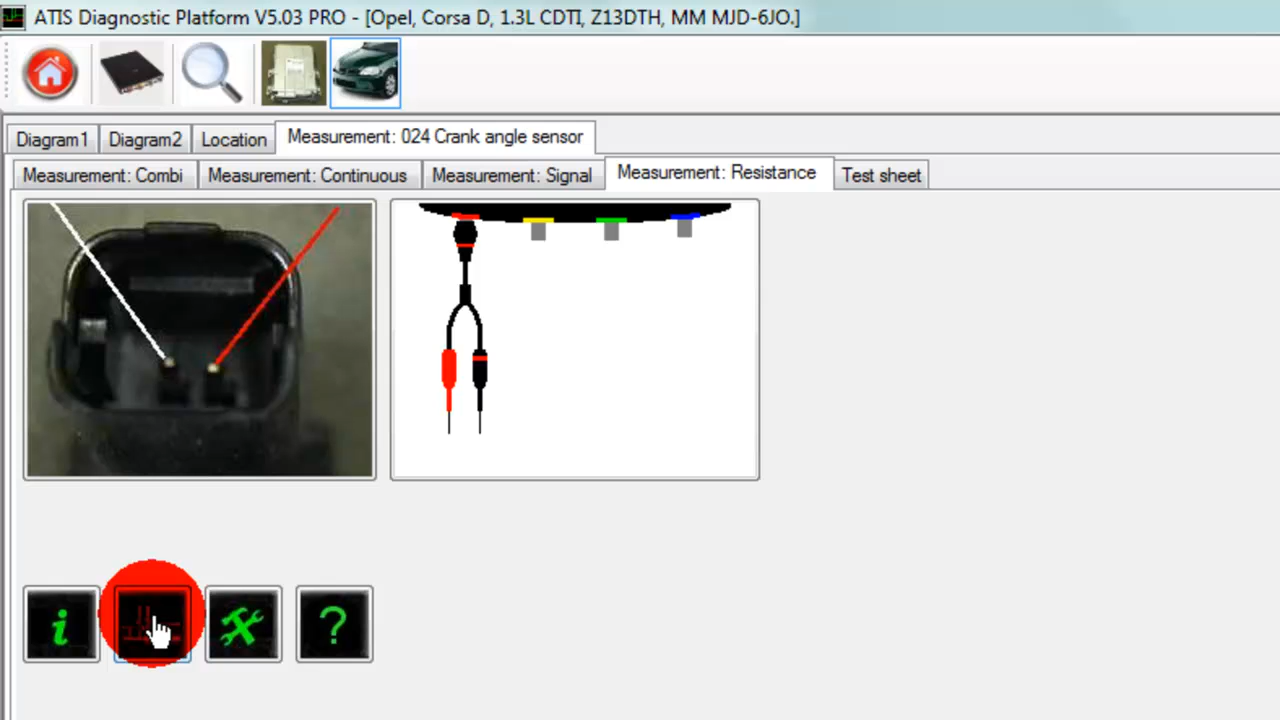 ATIS Diagnostic Platform V5.03 PRO - [Opel, Corsa D, 1.3L CDTI, Z13DTH, MM MJD-6JO.]
Diagram1 Diagram2 Location Measurement: 024 Crank angle sensor
Measurement: Combi Measurement: Continuous Measurement: Signal Measurement: Resistance Test sheet
i ?